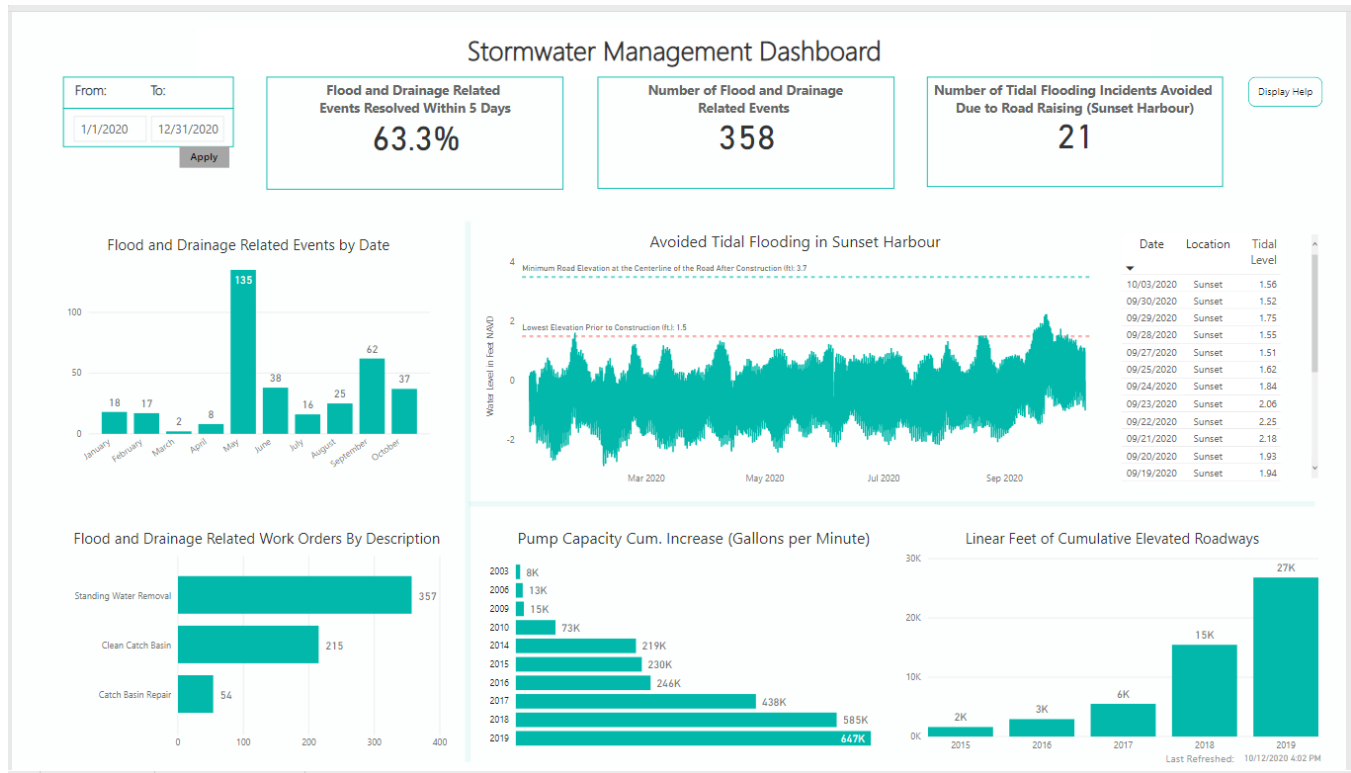 Stormwater Management Dashboard
From: To:
1/1/2020 12/31/2020
Apply
Flood and Drainage Related
Events Resolved Within 5 Days
63.3%
Number of Flood and Drainage
Related Events
358
Number of Tidal Flooding Incidents Avoided
Due to Road Raising (Sunset Harbour)
21
Display Help
Flood and Drainage Related Events by Date
100
50
0
18
17
2
8
135
38
16
25
62
37
January
February
March
April
May
June
July
August
September
October
Avoided Tidal Flooding in Sunset Harbour
Water Level in Feet NAVD
4
2
0
-2
Minimum Road Elevation at the Centerline of the Road After Construction (ft): 3.7
Lowest Elevation Prior to Construction (ft.): 1.5
Mar 2020
May 2020
Jul 2020
Sep 2020
Date Location Tidal
Level
10/03/2020 Sunset 1.56
09/30/2020 Sunset 1.52
09/29/2020 Sunset 1.75
09/28/2020 Sunset 1.55
09/27/2020 Sunset 1.51
09/25/2020 Sunset 1.62
09/24/2020 Sunset 1.84
09/23/2020 Sunset 2.06
09/22/2020 Sunset 2.25
09/21/2020 Sunset 2.18
09/20/2020 Sunset 1.93
09/19/2020 Sunset 1.94
Flood and Drainage Related Work Orders By Description
Standing Water Removal 357
Clean Catch Basin 215
Catch Basin Repair 54
0 100 200 300 400
Pump Capacity Cum. Increase (Gallons per Minute)
2003 8K
2006 13K
2009 15K
2010 73K
2014 219K
2015 230K
2016 246K
2017 438K
2018 585K
2019 647K
Linear Feet of Cumulative Elevated Roadways
30K
20K
10K
0K
2K
3K
6K
15K
27K
2015 2016 2017 2018 2019
Last Refreshed: 10/12/2020 4:02 PM